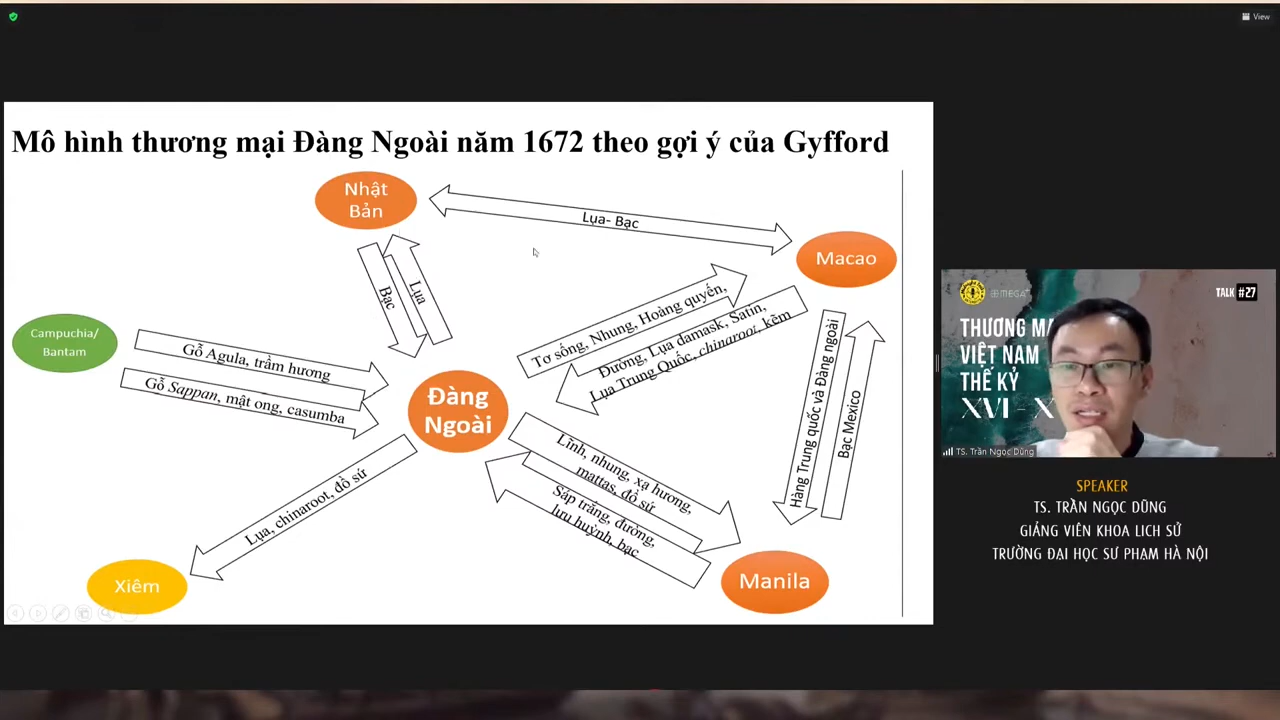 View
Mô hình thương mại Đàng Ngoài năm 1672 theo gợi ý của Gyfford
Nhật
Bản
Lụa- Bạc
Macao
Bạc
Lụa
Tơ sống, Nhung, Hoàng quyến,
Đường, Lụa damask, Satin,
Lụa Trung Quốc, chinaroot, kẽm
Campuchia/
Bantam
Gỗ Agula, trầm hương
Gỗ Sappan, mật ong, casumba
Đàng
Ngoài
Hàng Trung quốc và Đàng ngoài
Bạc Mexico
Lĩnh, nhung, xạ hương,
mattas, đồ sứ
Sáp trắng, đường,
lưu huỳnh, bạc
Lụa, chinaroot, đồ sứ
Xiêm
Manila
OMEGA+
TALK #27
THƯƠNG MẠ
VIỆT NAM
THẾ KỶ
XVI - X
TS. Trần Ngọc Dũng
SPEAKER
TS. TRẦN NGỌC DŨNG
GIẢNG VIÊN KHOA LỊCH SỬ
TRƯỜNG ĐẠI HỌC SƯ PHẠM HÀ NỘI